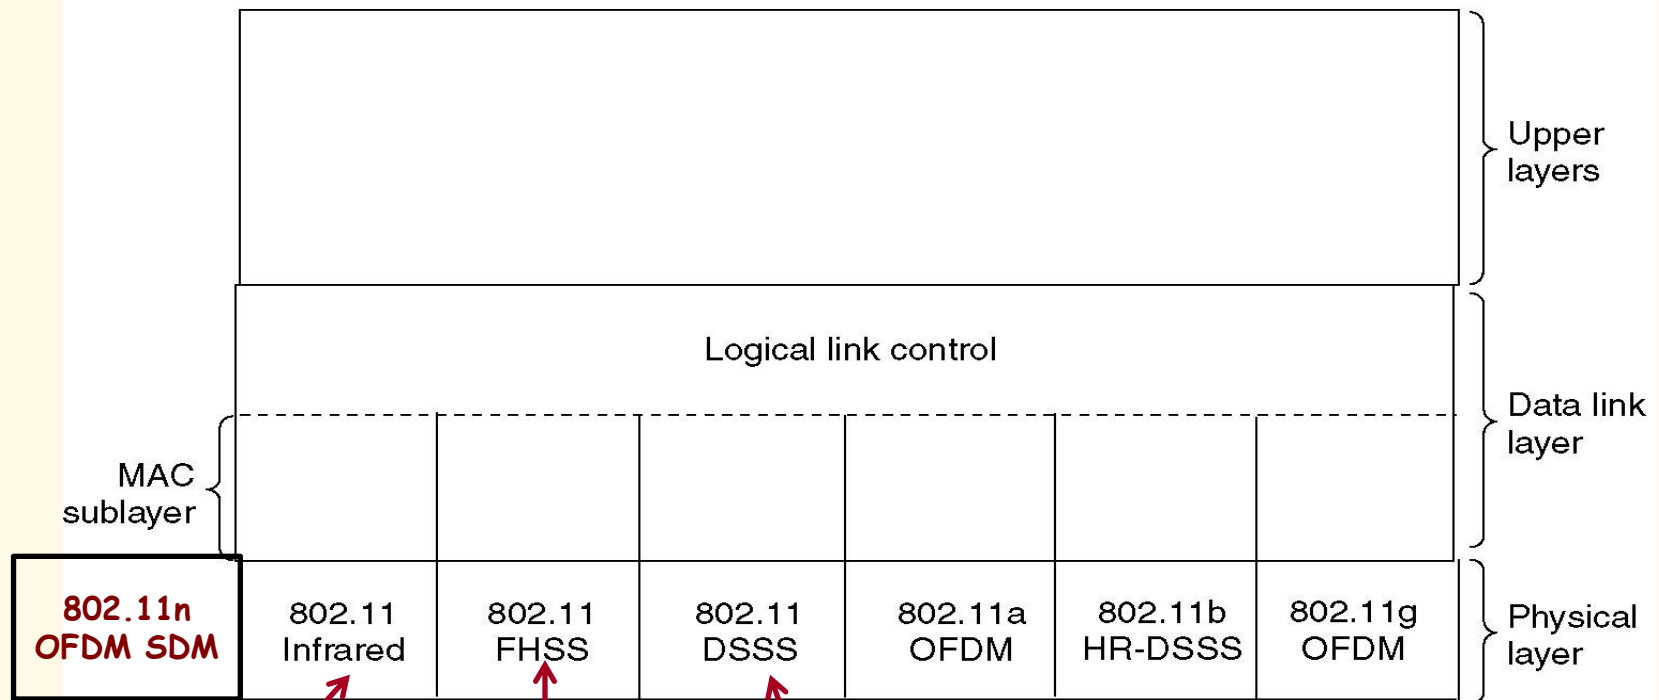 Upper
layers
Logical link control
Data link
layer
MAC
sublayer
802.11n
OFDM SDM
802.11
Infrared
802.11
FHSS
802.11
DSSS
802.11a
OFDM
802.11b
HR-DSSS
802.11g
OFDM
Physical
layer